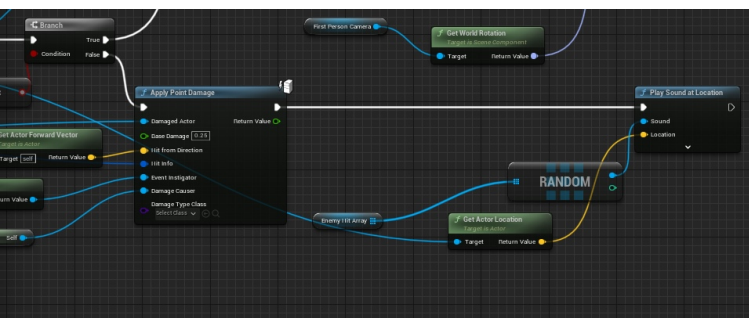 Branch
True
Condition
False
First Person Camera
Get World Rotation
Target is Scene Component
Target
Return Value
Apply Point Damage
Damaged Actor
Return Value
Base Damage 0.25
Hit from Direction
Hit Info
Event Instigator
Damage Causer
Damage Type Class
Select Class
Get Actor Forward Vector
Target is Actor
Target self
Return Value
urn Value
Self
Play Sound at Location
Sound
Location
RANDOM
Enemy Hit Array
Get Actor Location
Target is Actor
Target
Return Value